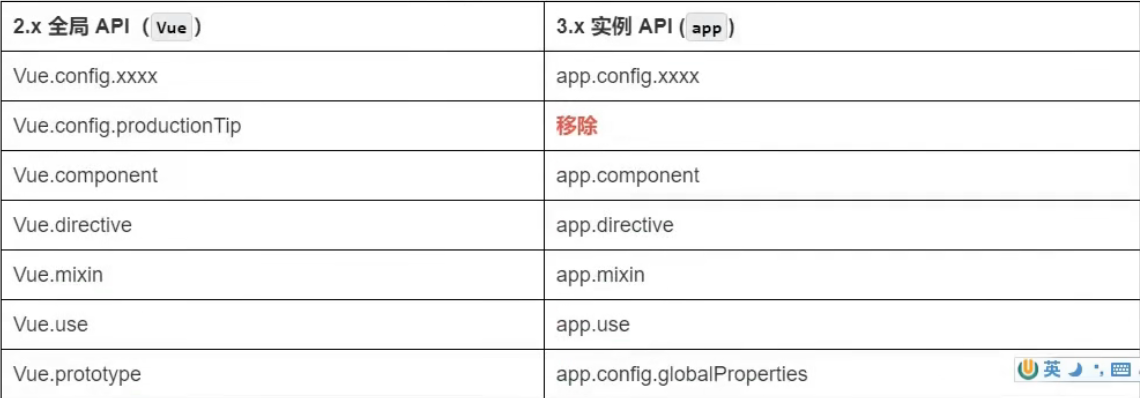 2.x 全局 API（Vue） 3.x 实例 API (app)
Vue.config.xxxx app.config.xxxx
Vue.config.productionTip 移除
Vue.component app.component
Vue.directive app.directive
Vue.mixin app.mixin
Vue.use app.use
Vue.prototype app.config.globalProperties
英